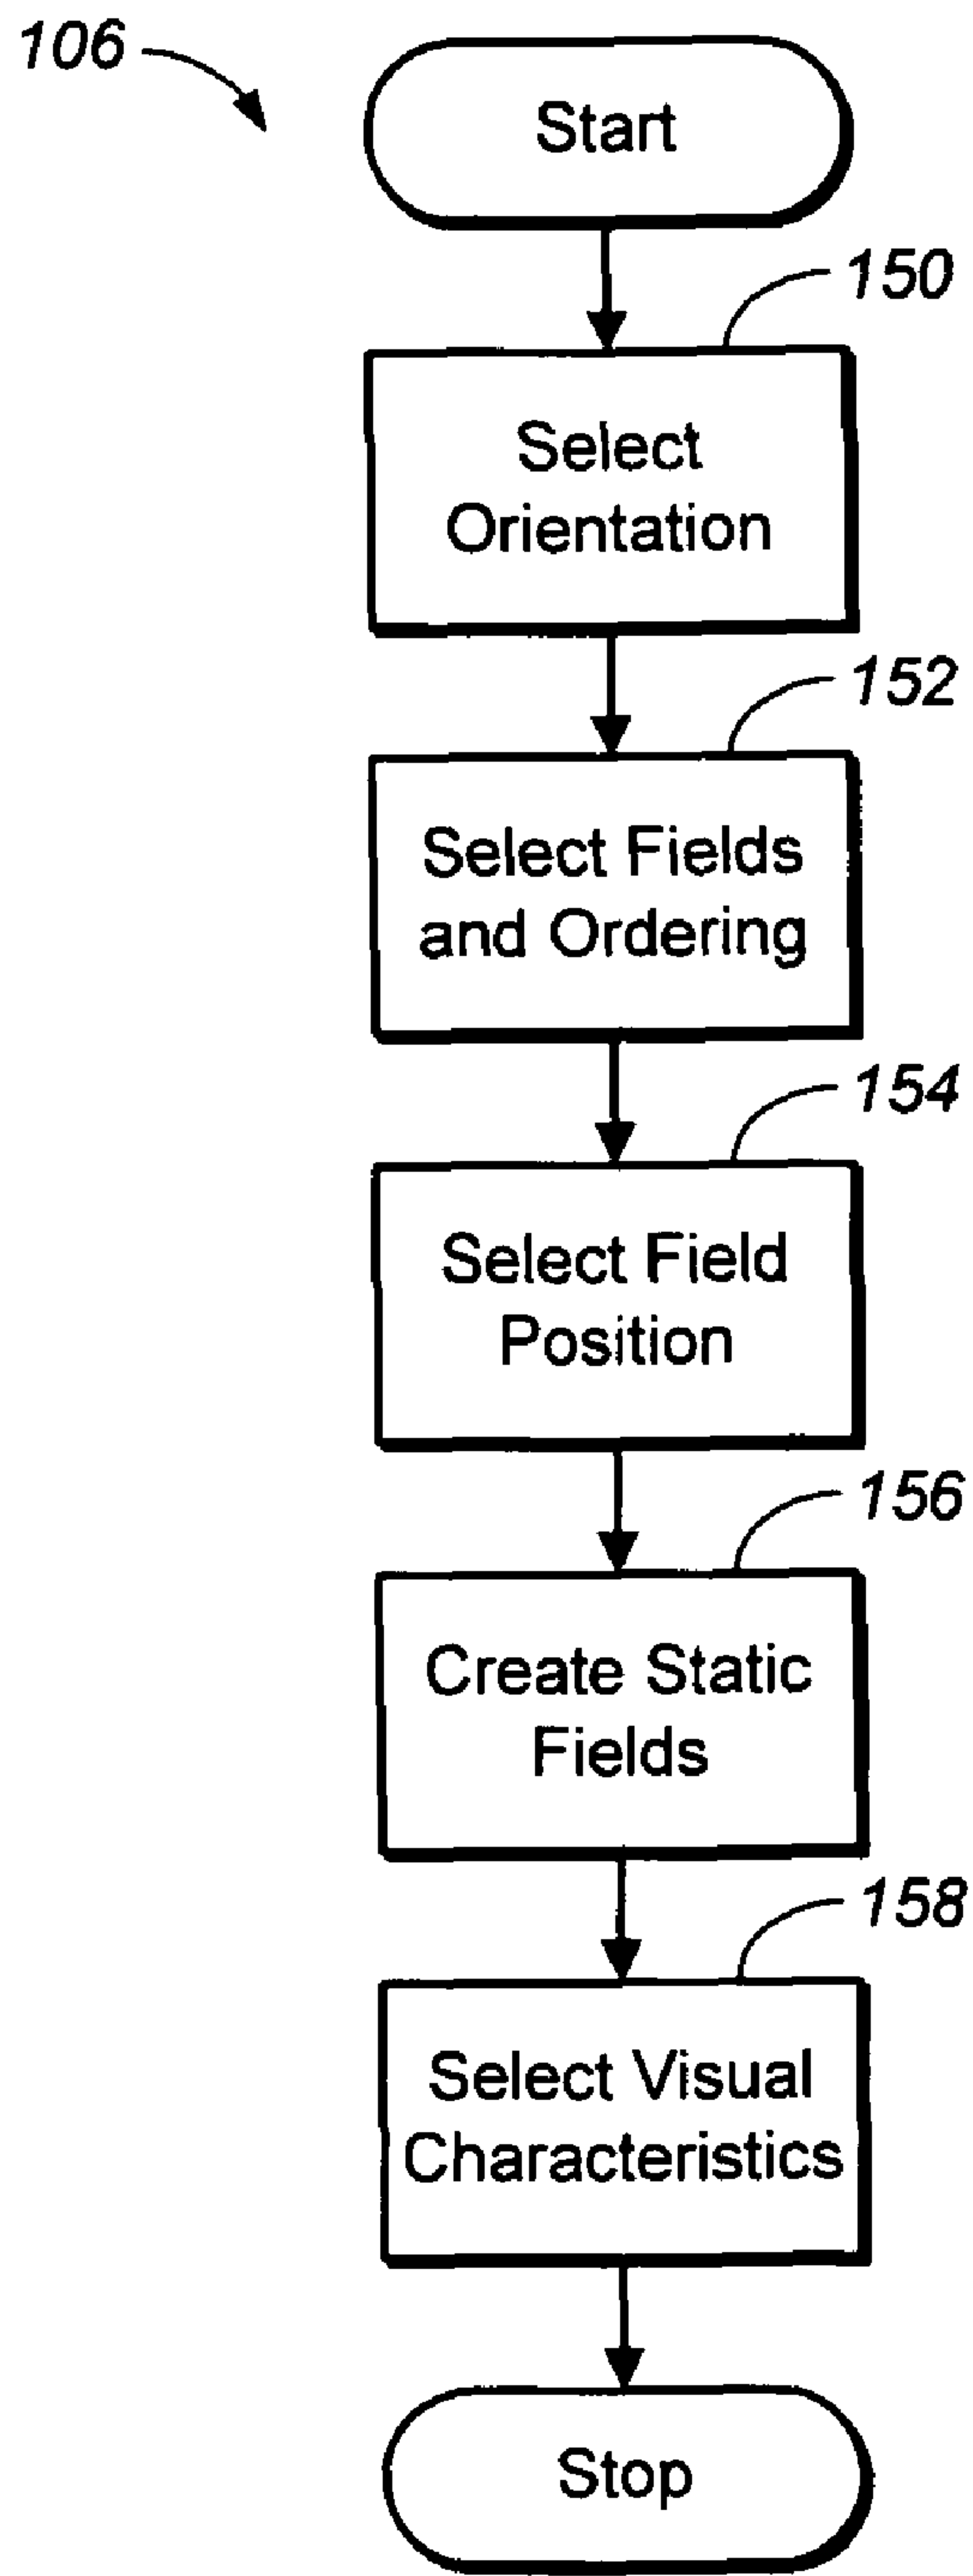 106
Start
150
Select
Orientation
152
Select Fields
and Ordering
154
Select Field
Position
156
Create Static
Fields
158
Select Visual
Characteristics
Stop